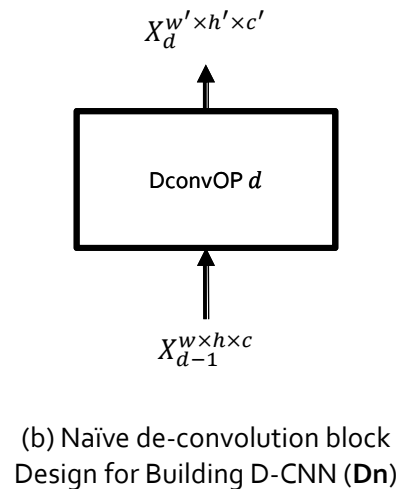 X_d^{w'×h'×c'}
DconvOP d
X_{d-1}^{w×h×c}
(b) Naïve de-convolution block
Design for Building D-CNN (Dn)